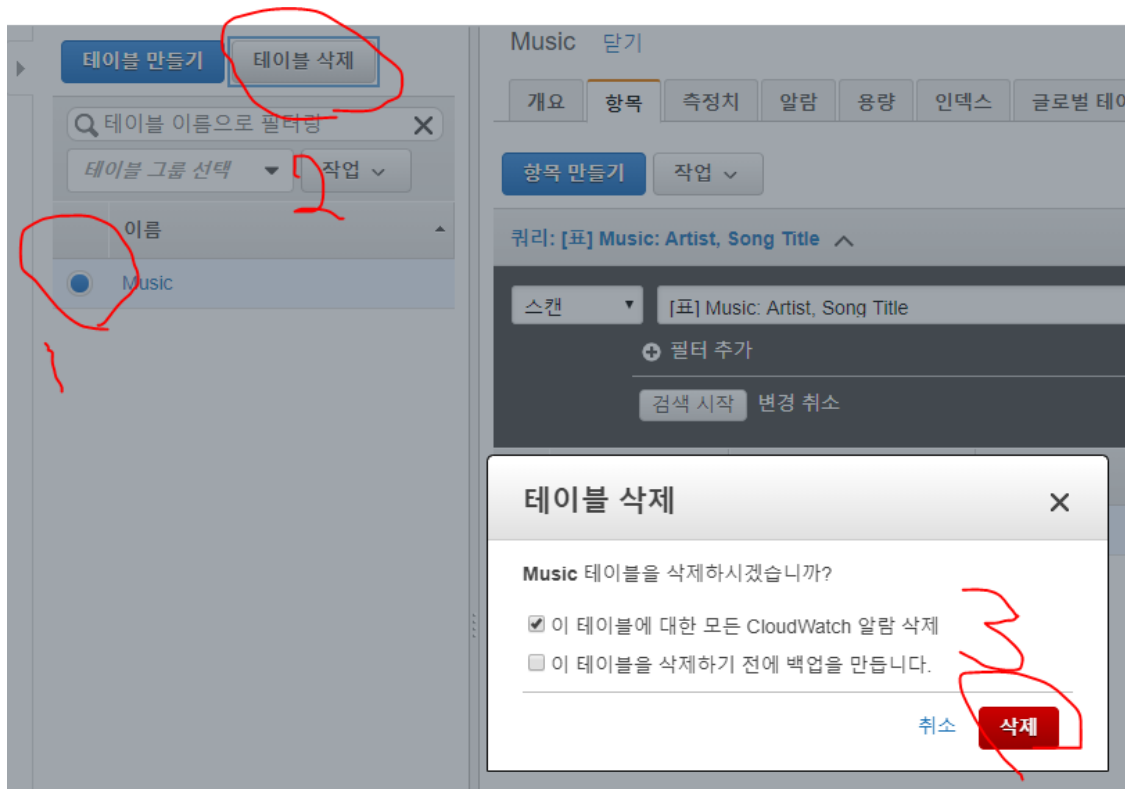 테이블 만들기 테이블 삭제
테이블 이름으로 필터링
테이블 그룹 선택 작업
이름
Music
1
2
Music 닫기
개요 항목 측정치 알람 용량 인덱스 글로벌
항목 만들기 작업
쿼리: [표] Music: Artist, Song Title
스캔 [표] Music: Artist, Song Title
필터 추가
검색 시작 변경 취소
테이블 삭제
Music 테이블을 삭제하시겠습니까?
이 테이블에 대한 모든 CloudWatch 알람 삭제
이 테이블을 삭제하기 전에 백업을 만듭니다.
3
취소 삭제